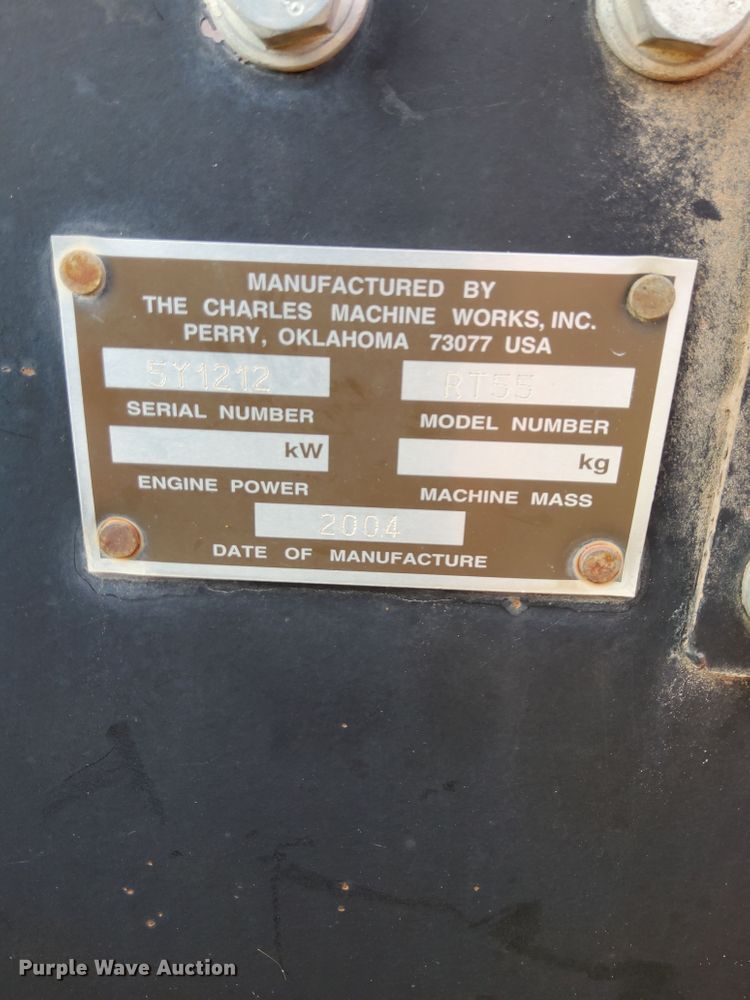 MANUFACTURED BY
THE CHARLES MACHINE WORKS, INC.
PERRY, OKLAHOMA 73077 USA
5Y1212 RT55
SERIAL NUMBER MODEL NUMBER
kW kg
ENGINE POWER MACHINE MASS
2004
DATE OF MANUFACTURE
Purple Wave Auction